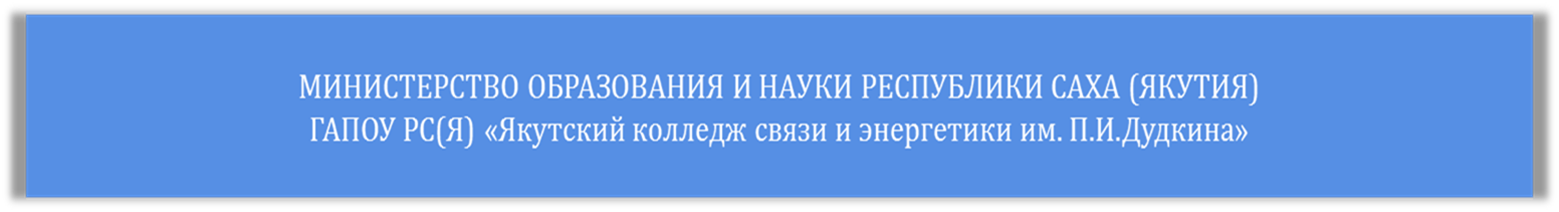 МИНИСТЕРСТВО ОБРАЗОВАНИЯ И НАУКИ РЕСПУБЛИКИ САХА (ЯКУТИЯ)
ГАПОУ РС(Я) «Якутский колледж связи и энергетики им. П.И.Дудкина»